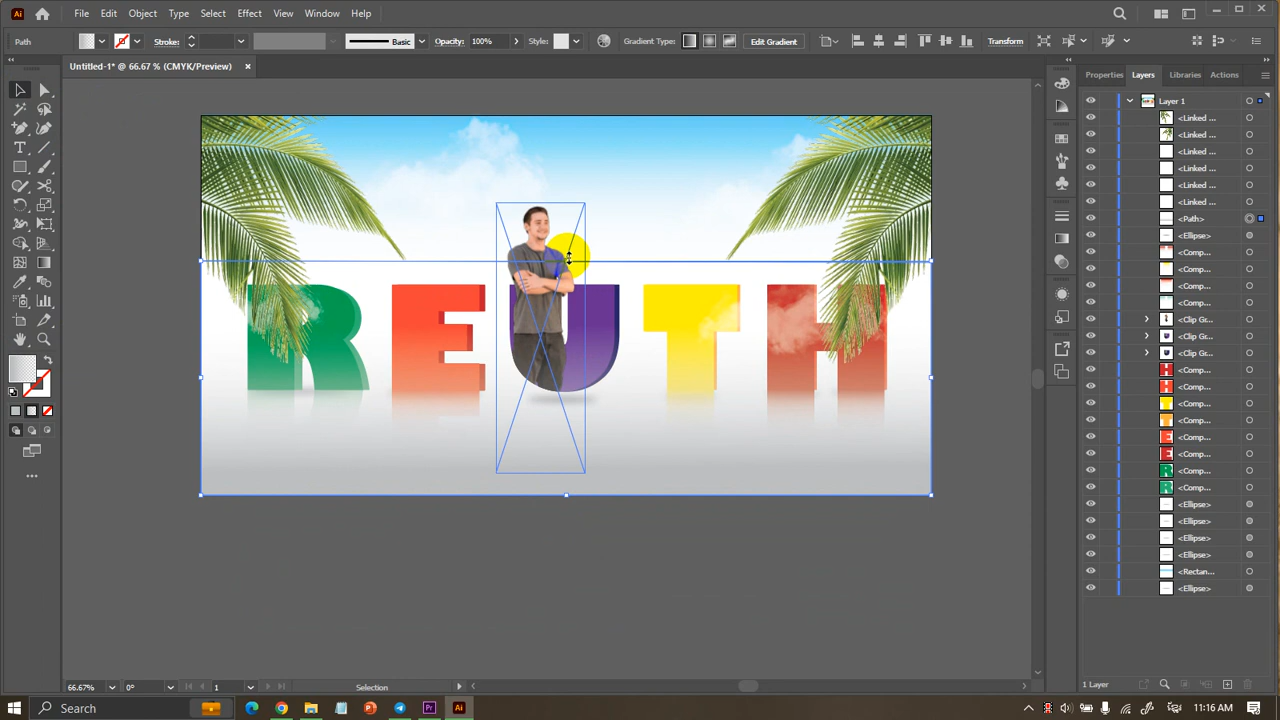 Ai
File Edit Object Type Select Effect View Window Help
Path Stroke: Basic Opacity: 100% Style: Gradient Type: Edit Gradient Transform
Untitled-1* @ 66.67 % (CMYK/Preview) ×
Properties Layers Libraries Actions
Layer 1
<Linked ...
<Linked ...
<Linked ...
<Linked ...
<Linked ...
<Linked ...
<Path>
<Ellipse>
<Comp...
<Comp...
<Comp...
<Comp...
<Clip Gr...
<Clip Gr...
<Clip Gr...
<Comp...
<Comp...
<Comp...
<Comp...
<Comp...
<Comp...
<Comp...
<Comp...
<Ellipse>
<Ellipse>
<Ellipse>
<Ellipse>
<Rectan...
<Ellipse>
REUTH
66.67% 0° 1 Selection
1 Layer
Search
Pr Ai
11:16 AM